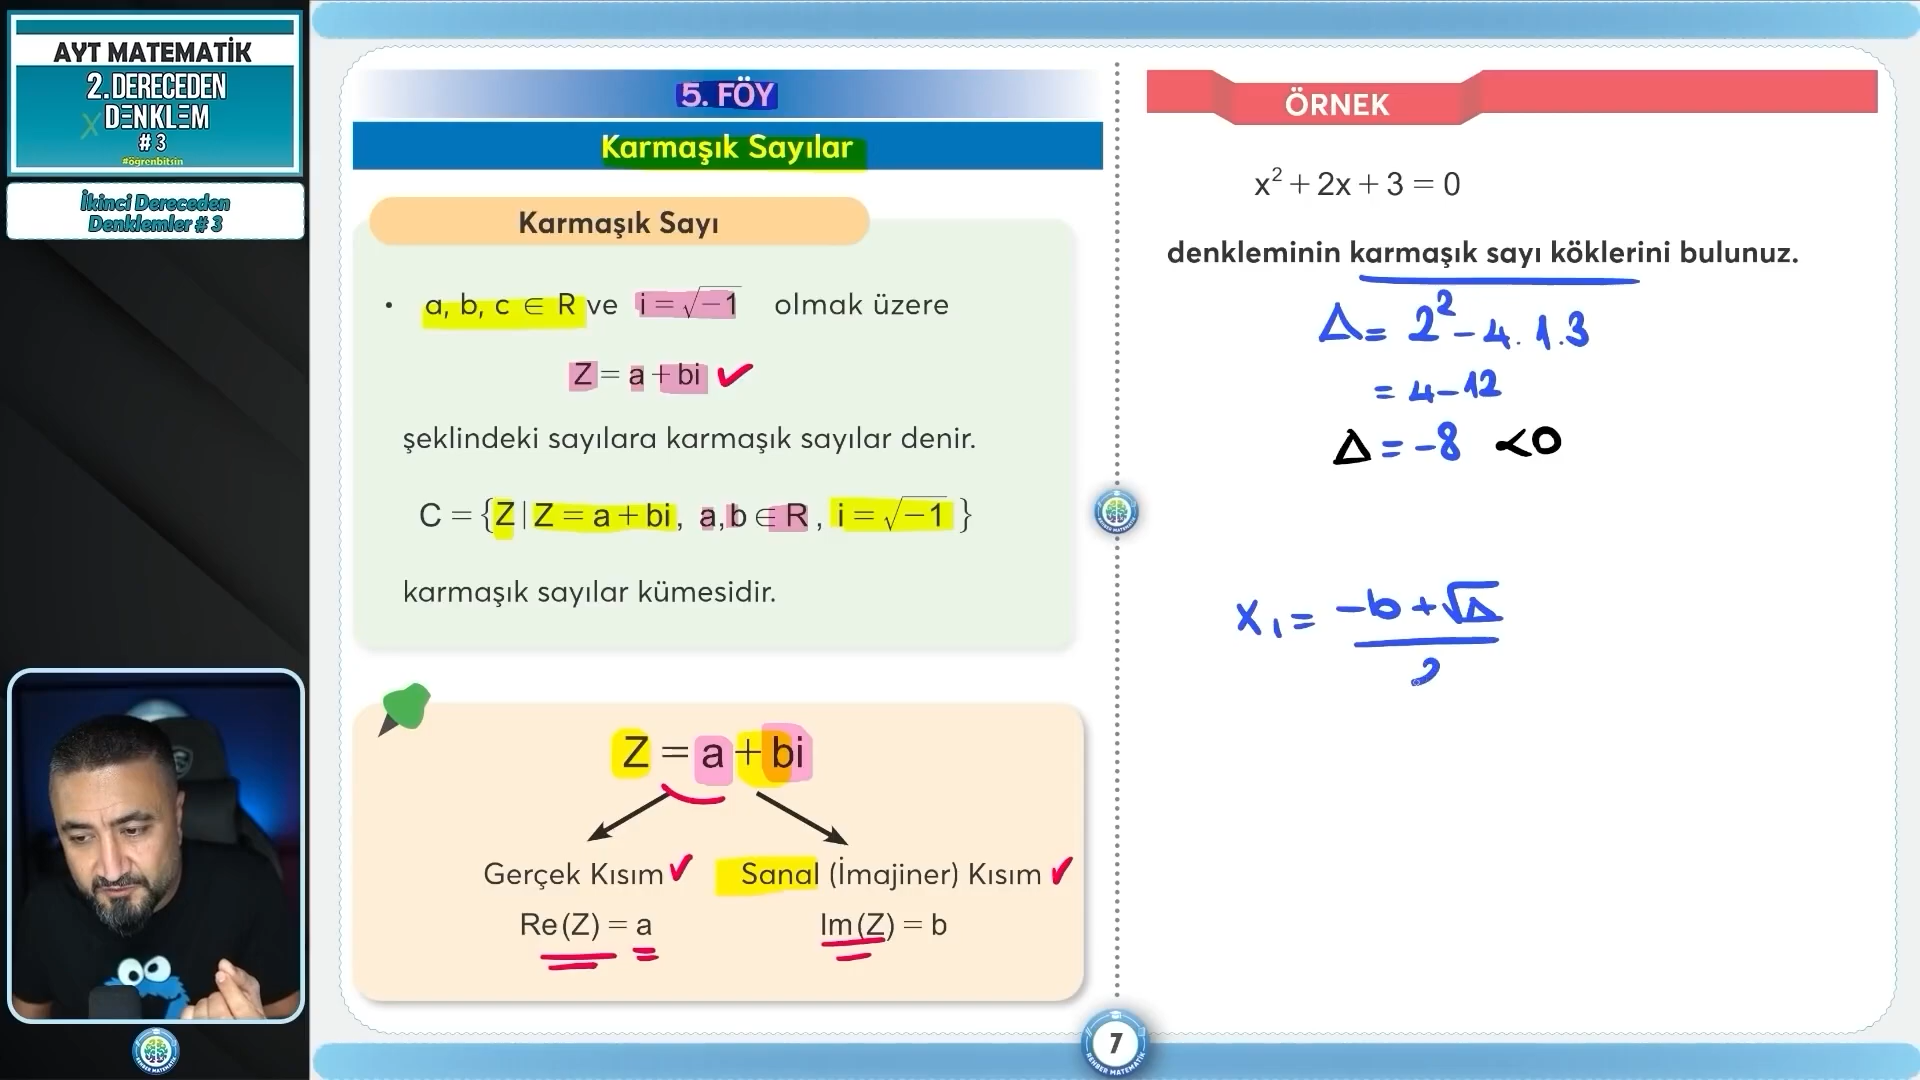 AYT MATEMATİK
2. DERECEDEN
DENKLEM
# 3
#öğrenbitsin
İkinci Dereceden
Denklemler # 3
5. FÖY
Karmaşık Sayılar
Karmaşık Sayı
• a, b, c ∈ R ve i = √−1 olmak üzere
Z = a + bi ✓
şeklindeki sayılara karmaşık sayılar denir.
C = {Z | Z = a + bi, a,b ∈ R, i = √−1}
karmaşık sayılar kümesidir.
Z = a + bi
Gerçek Kısım ✓ Sanal (İmajiner) Kısım ✓
Re(Z) = a Im(Z) = b
ÖRNEK
x² + 2x + 3 = 0
denkleminin karmaşık sayı köklerini bulunuz.
Δ = 2² − 4.1.3
= 4 − 12
Δ = −8 < 0
x₁ = (−b + √Δ) / 2
7
REHBER MATEMATİK